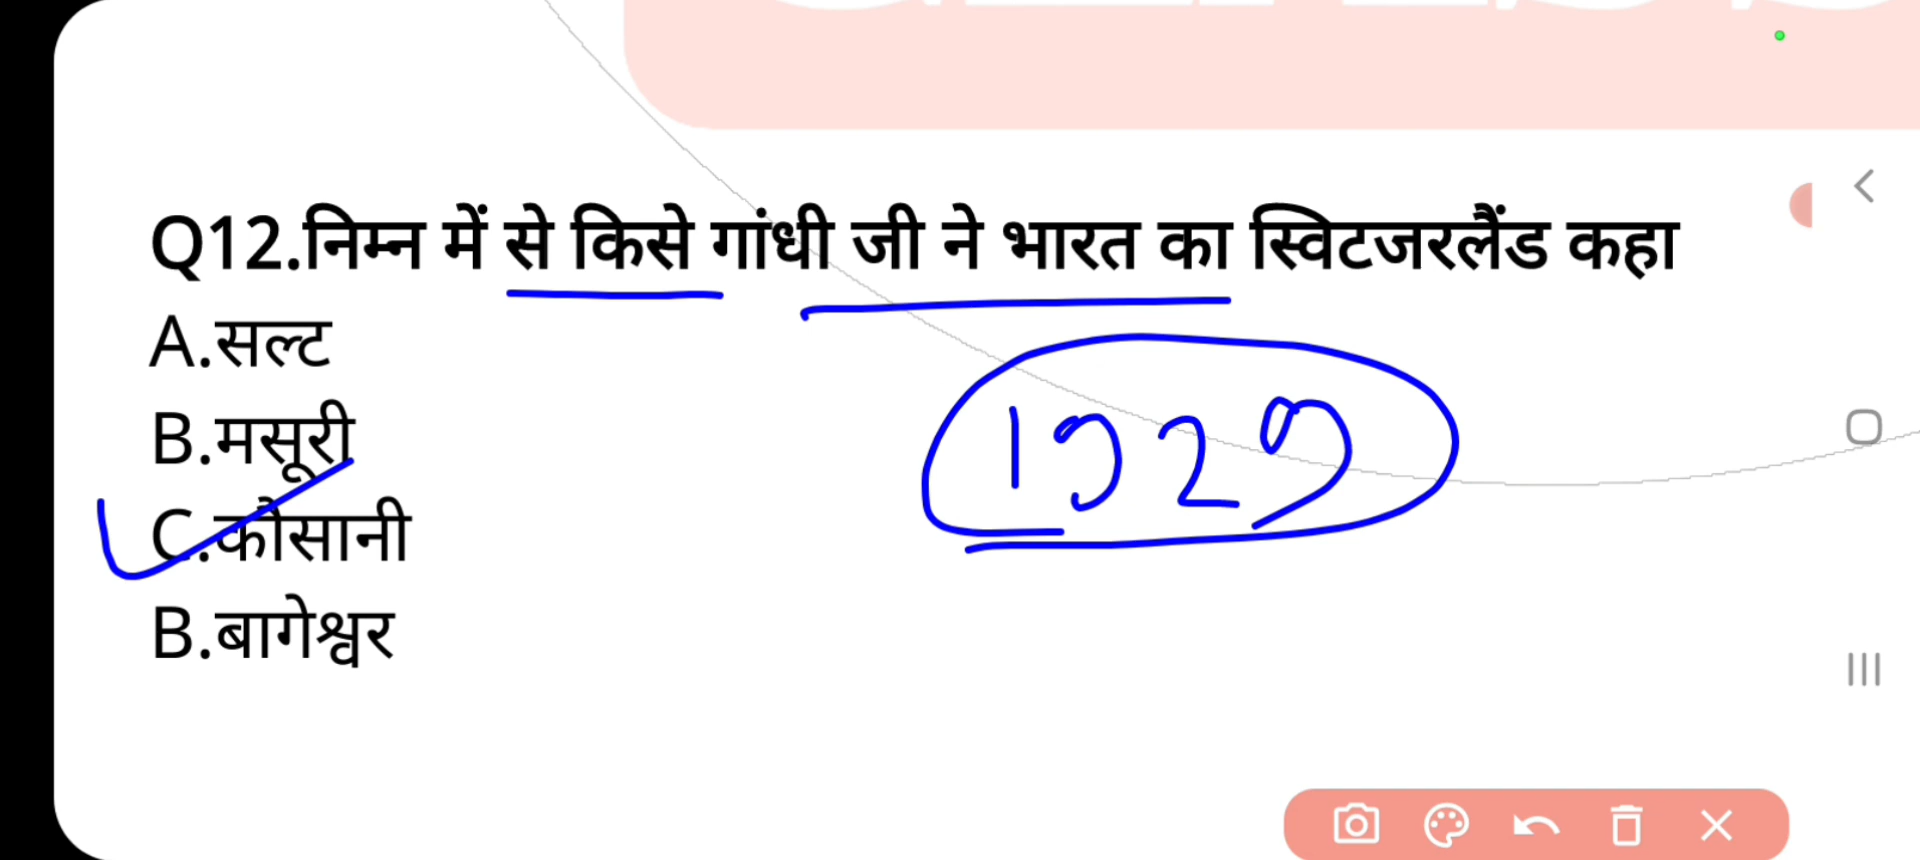 Q12.निम्न में से किसे गांधी जी ने भारत का स्विटजरलैंड कहा
A.सल्ट
B.मसूरी
1929
C.कौसानी
B.बागेश्वर